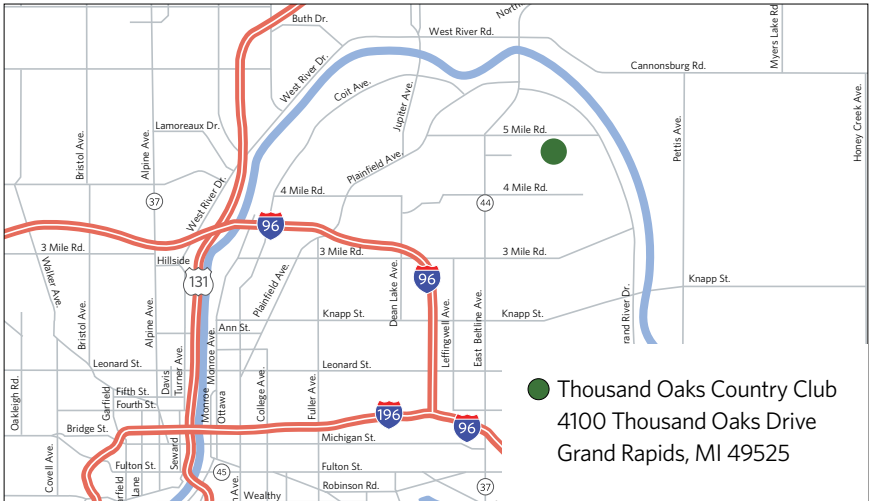 North
Buth Dr.
West River Rd.
Myers Lake Rd.
West River Dr.
Cannonsburg Rd.
Coit Ave.
Jupiter Ave.
Honey Creek Ave.
Lamoreaux Dr.
5 Mile Rd.
Pettis Ave.
Bristol Ave.
Alpine Ave.
Plainfield Ave.
West River Dr.
4 Mile Rd.
4 Mile Rd.
37
44
96
3 Mile Rd.
3 Mile Rd.
3 Mile Rd.
Hillside
Walker Ave.
131
Plainfield Ave.
Dean Lake Ave.
96
Knapp St.
Leffingwell Ave.
East Beltline Ave.
rand River Dr.
Bristol Ave.
Alpine Ave.
Knapp St.
Knapp St.
Ann St.
Monroe Ave.
Turner Ave.
Davis
Leonard St.
Leonard St.
Oakleigh Rd.
Garfield
Fifth St.
Fourth St.
Monroe
Ottawa
College Ave.
Fuller Ave.
196
96
Bridge St.
Michigan St.
Seward
Covell Ave.
Fulton St.
45
Fulton St.
rfield
Lane
n Ave.
Wealthy
Robinson Rd.
37
Thousand Oaks Country Club
4100 Thousand Oaks Drive
Grand Rapids, MI 49525